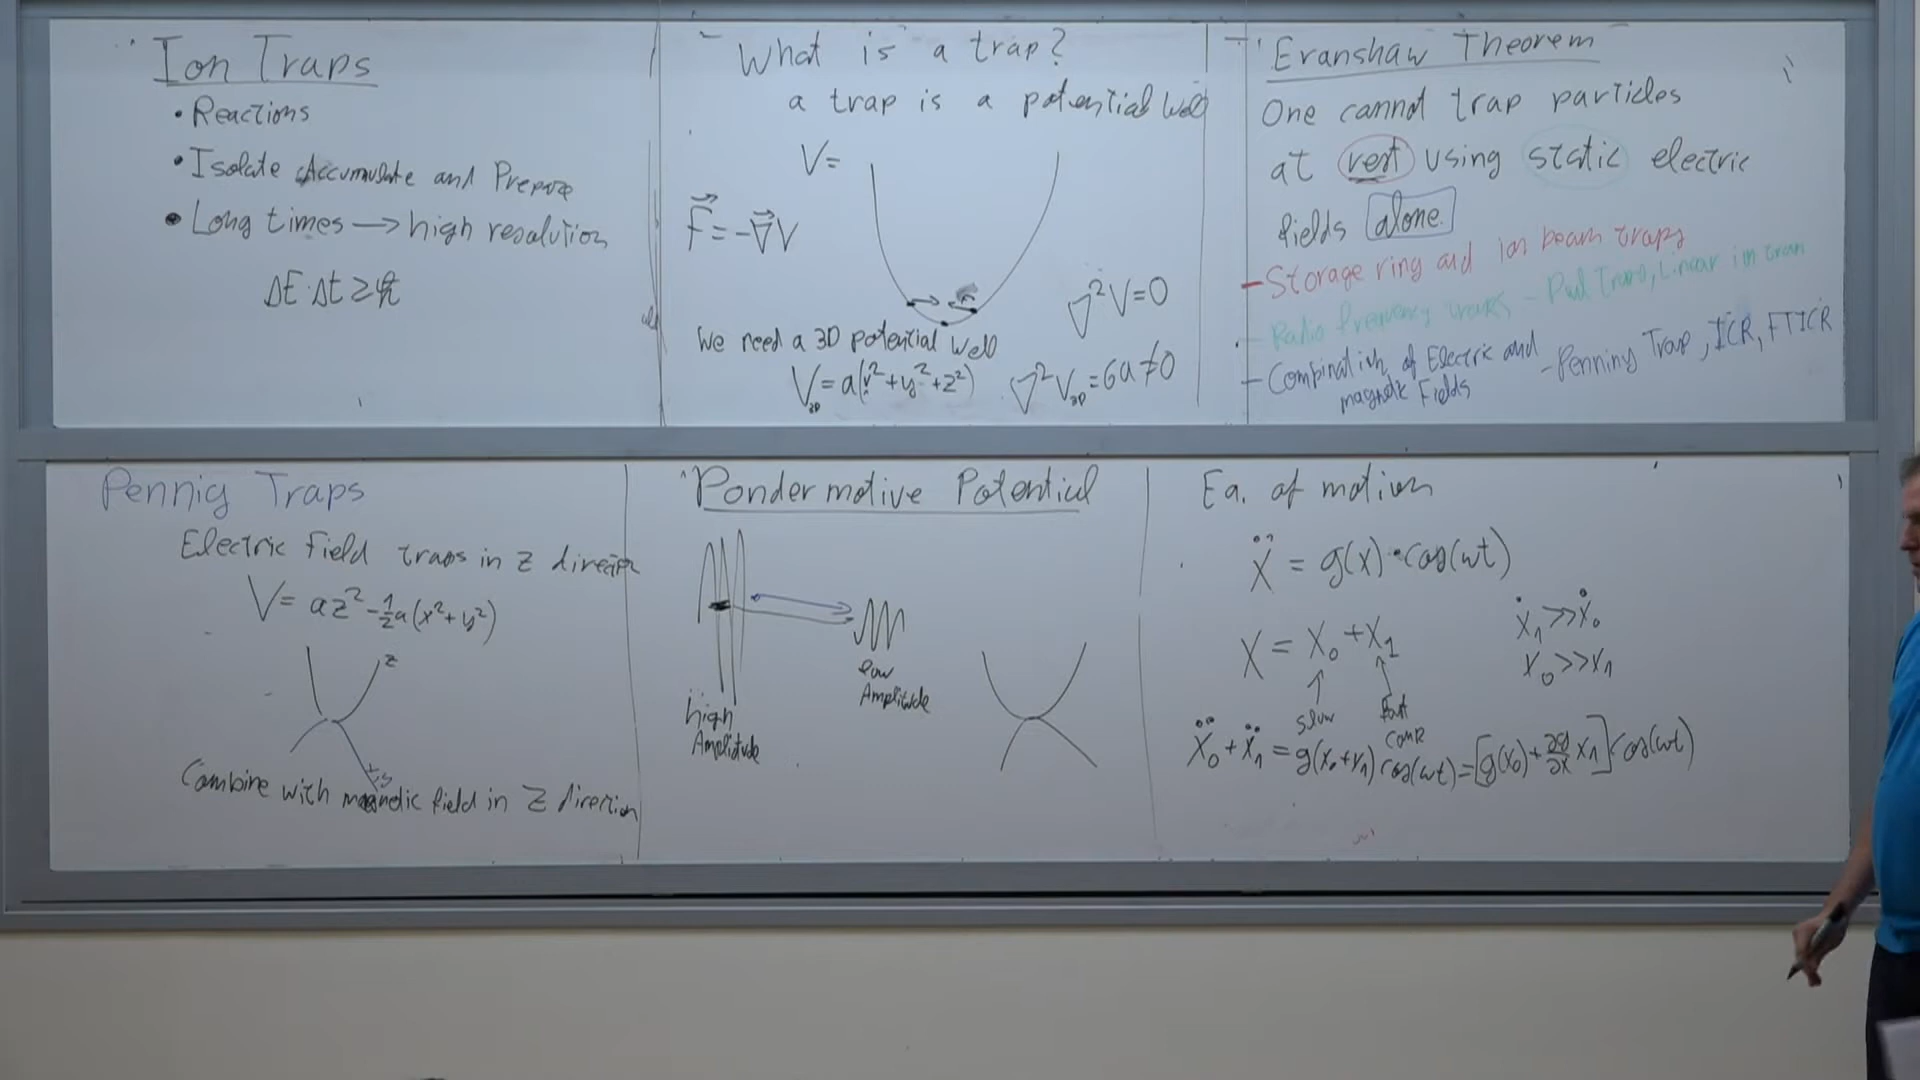 Ion Traps
• Reactions
• Isolate Accumulate and Prepare
• Long times → high resolution
ΔE·Δt ≥ ħ
What is a trap?
a trap is a potential well
V=
F⃗ = -∇⃗V
∇²V=0
We need a 3D potential well
V₃D = a(x²+y²+z²) ∇²V₃D = 6a ≠ 0
Eranshaw Theorem
One cannot trap particles
at rest using static electric
fields alone.
- Storage ring and ion beam traps
- Radio frequency traps - Paul Traps, Linear ion trap
- Combination of Electric and magnetic Fields - Penning Trap, ICR, FTICR
Pennig Traps
Electric Field traps in z direction
V= az² - ½a(x²+y²)
z
Combine with magnetic field in z direction
Pondermotive Potential
high
Amplitude
low
Amplitude
Eq. of motion
Ẍ = g(x)·cos(ωt)
X = X₀ + X₁
slow
fast
comp
Ẋ₁ >> Ẋ₀
X₀ >> X₁
Ẍ₀ + Ẍ₁ = g(x₀+x₁) cos(ωt) = [g(x₀) + ∂g/∂x x₁] cos(ωt)